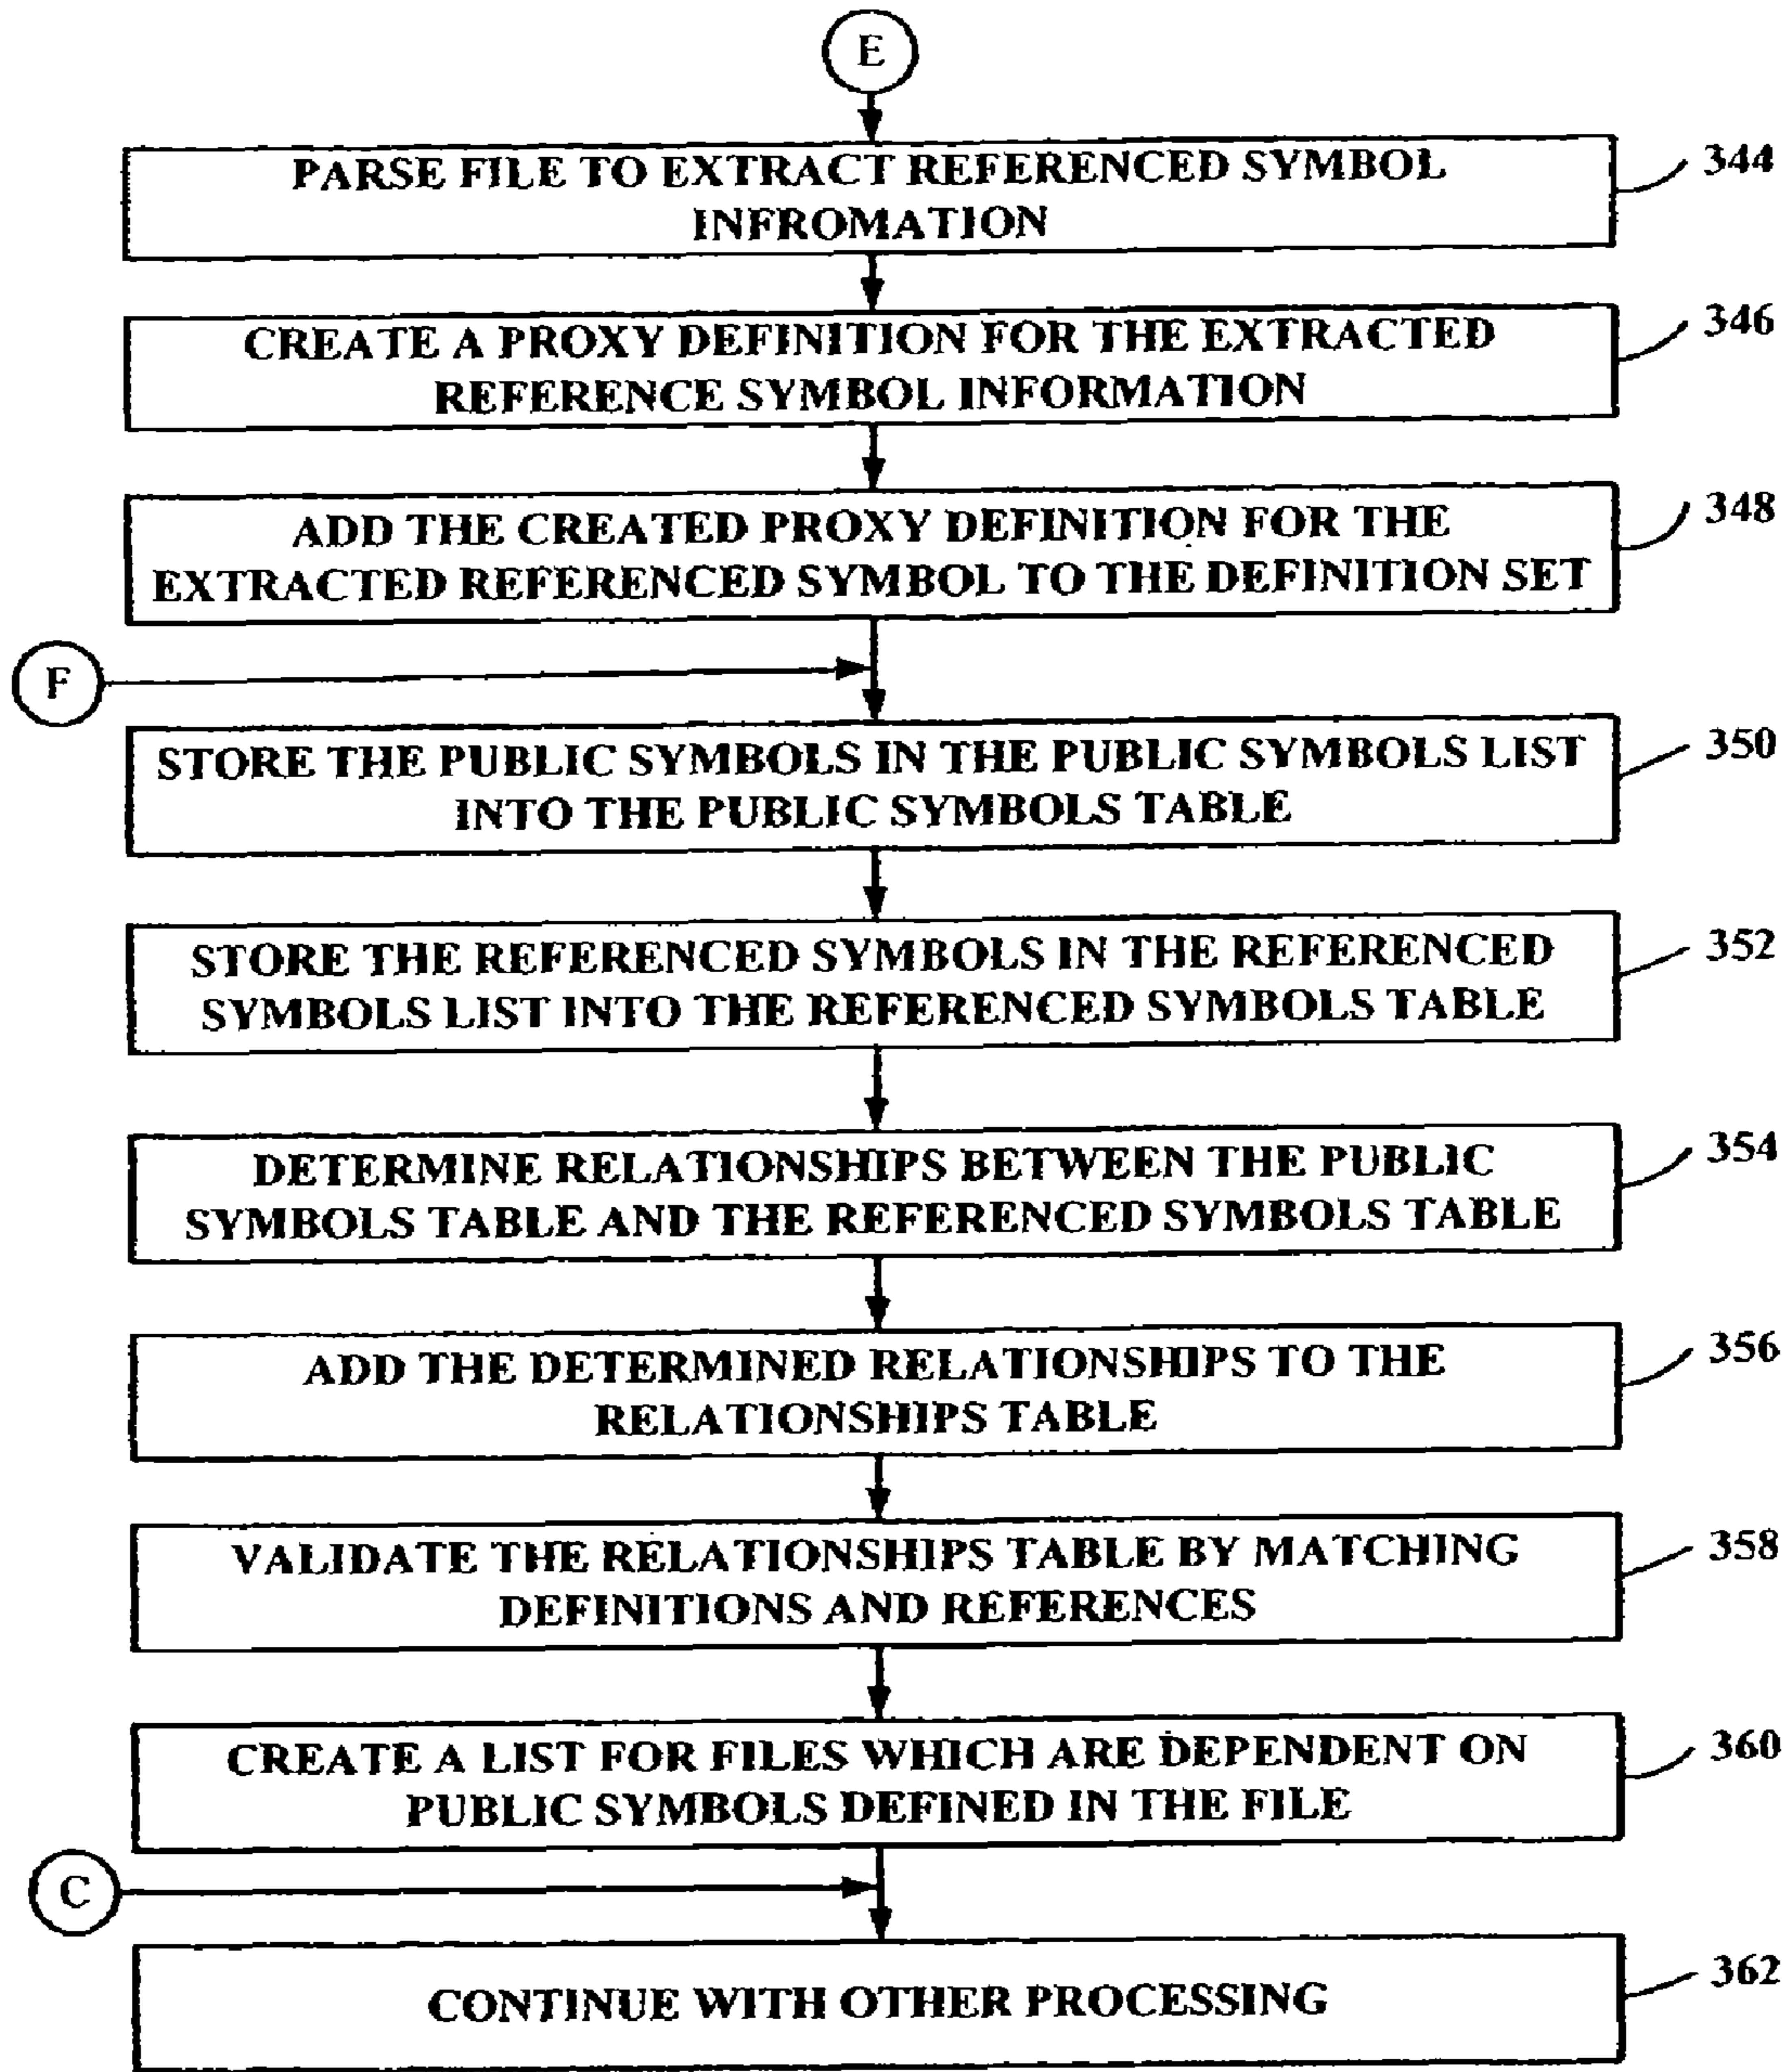 E
PARSE FILE TO EXTRACT REFERENCED SYMBOL
INFROMATION
344
CREATE A PROXY DEFINITION FOR THE EXTRACTED
REFERENCE SYMBOL INFORMATION
346
ADD THE CREATED PROXY DEFINITION FOR THE
EXTRACTED REFERENCED SYMBOL TO THE DEFINITION SET
348
F
STORE THE PUBLIC SYMBOLS IN THE PUBLIC SYMBOLS LIST
INTO THE PUBLIC SYMBOLS TABLE
350
STORE THE REFERENCED SYMBOLS IN THE REFERENCED
SYMBOLS LIST INTO THE REFERENCED SYMBOLS TABLE
352
DETERMINE RELATIONSHIPS BETWEEN THE PUBLIC
SYMBOLS TABLE AND THE REFERENCED SYMBOLS TABLE
354
ADD THE DETERMINED RELATIONSHIPS TO THE
RELATIONSHIPS TABLE
356
VALIDATE THE RELATIONSHIPS TABLE BY MATCHING
DEFINITIONS AND REFERENCES
358
CREATE A LIST FOR FILES WHICH ARE DEPENDENT ON
PUBLIC SYMBOLS DEFINED IN THE FILE
360
C
CONTINUE WITH OTHER PROCESSING
362